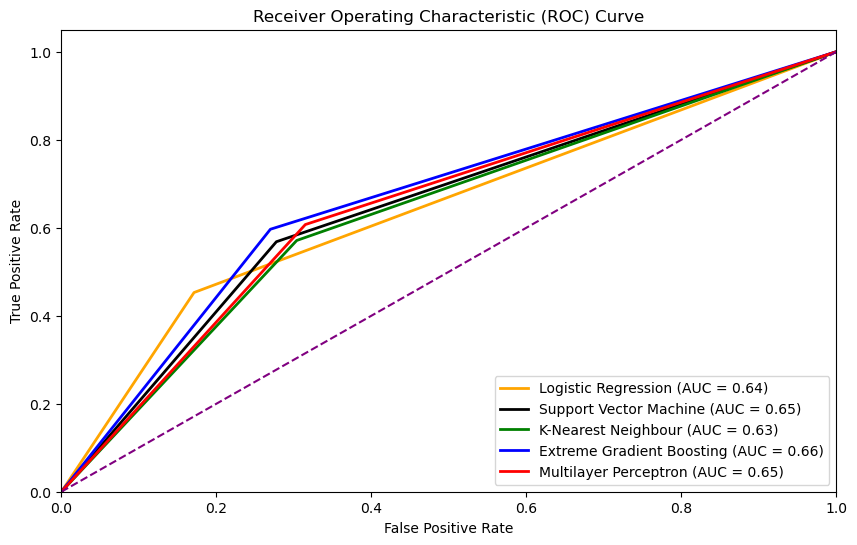 Receiver Operating Characteristic (ROC) Curve
True Positive Rate
1.0
0.8
0.6
0.4
0.2
0.0
Logistic Regression (AUC = 0.64)
Support Vector Machine (AUC = 0.65)
K-Nearest Neighbour (AUC = 0.63)
Extreme Gradient Boosting (AUC = 0.66)
Multilayer Perceptron (AUC = 0.65)
0.0 0.2 0.4 0.6 0.8 1.0
False Positive Rate